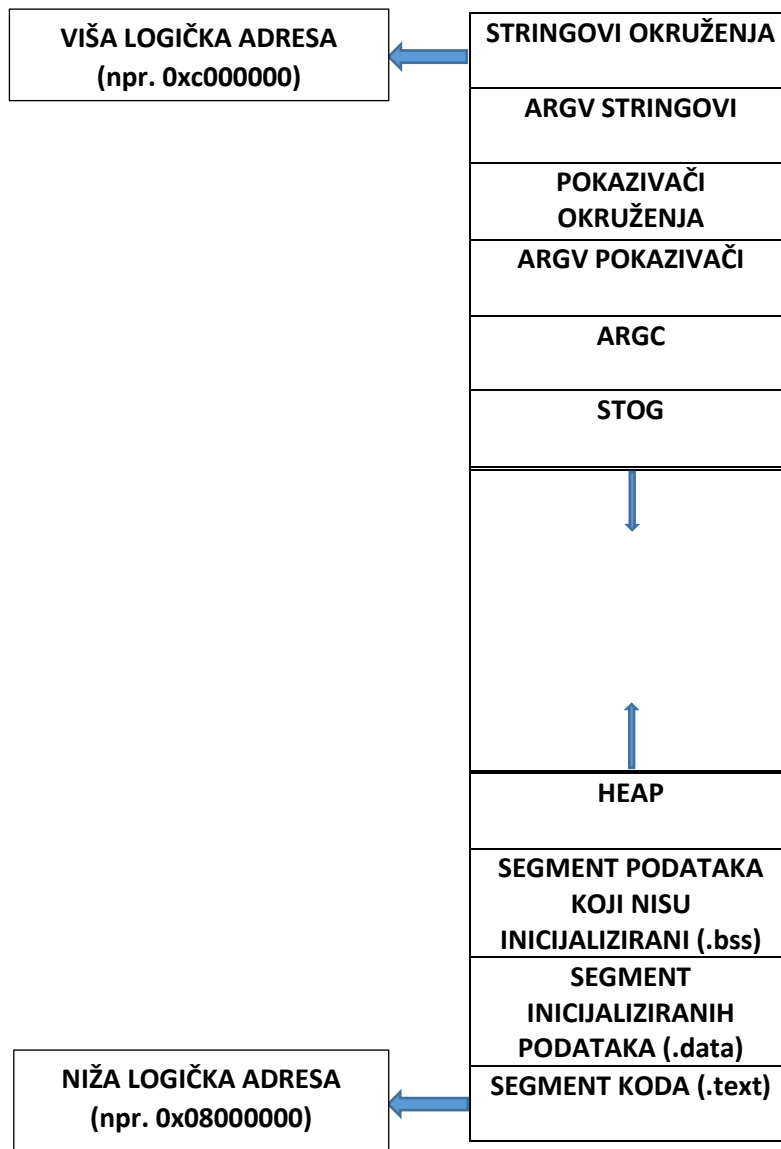 VIŠA LOGIČKA ADRESA
(npr. 0xc000000)
STRINGOVI OKRUŽENJA
ARGV STRINGOVI
POKAZIVAČI
OKRUŽENJA
ARGV POKAZIVAČI
ARGC
STOG
HEAP
SEGMENT PODATAKA
KOJI NISU
INICIJALIZIRANI (.bss)
SEGMENT
INICIJALIZIRANIH
PODATAKA (.data)
NIŽA LOGIČKA ADRESA
(npr. 0x08000000)
SEGMENT KODA (.text)